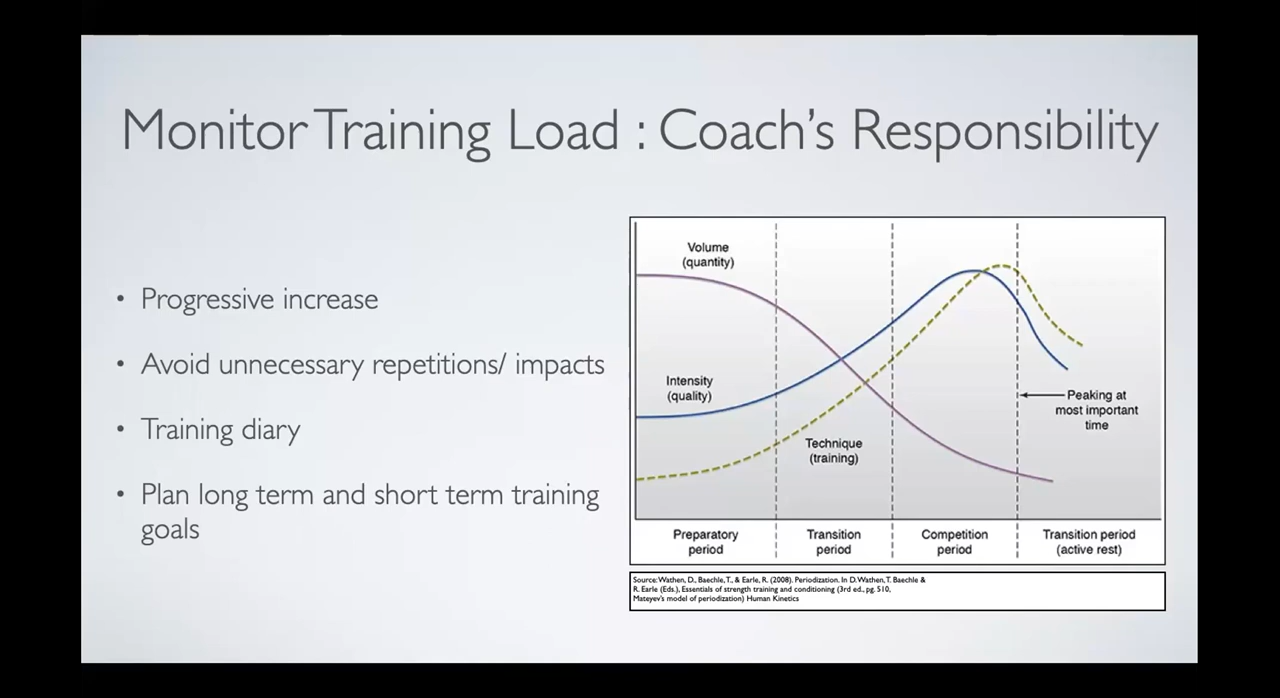 Monitor Training Load : Coach's Responsibility
• Progressive increase
• Avoid unnecessary repetitions/ impacts
• Training diary
• Plan long term and short term training
goals
Volume
(quantity)
Intensity
(quality)
Technique
(training)
Peaking at
most important
time
Preparatory
period
Transition
period
Competition
period
Transition period
(active rest)
Source: Wathen, D., Baechle, T., & Earle, R. (2008). Periodization. In D. Wathen, T. Baechle &
R. Earle (Eds.), Essentials of strength training and conditioning (3rd ed., pg. 510,
Mateyev's model of periodization) Human Kinetics